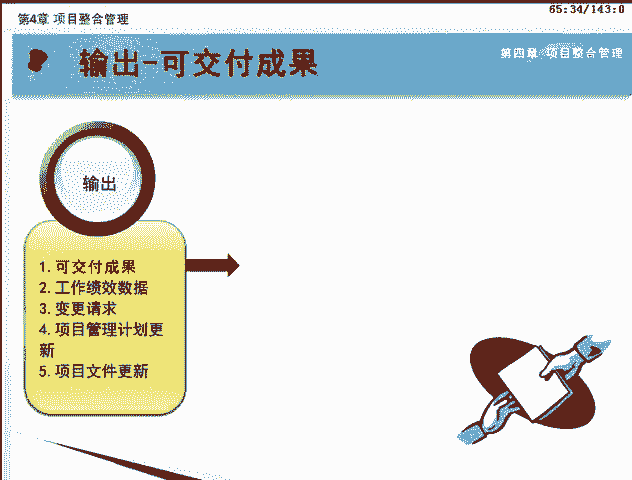 第4章 项目整合管理
65:34/143:0
输出-可交付成果
第四章 项目整合管理
输出
1.可交付成果
2.工作绩效数据
3.变更请求
4.项目管理计划更
新
5.项目文件更新